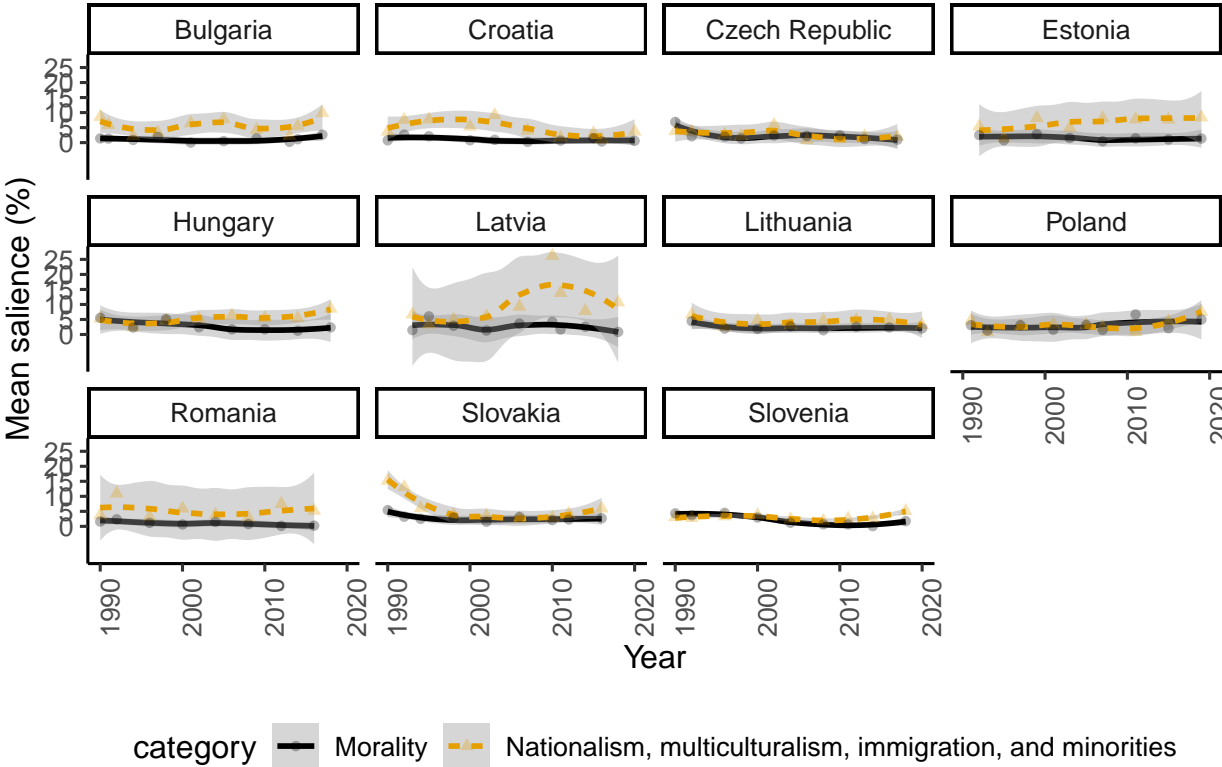 Bulgaria Croatia Czech Republic Estonia
25
20
15
10
5
0
Hungary Latvia Lithuania Poland
25
20
15
10
5
0
1990 2000 2010 2020
Romania Slovakia Slovenia
25
20
15
10
5
0
1990 2000 2010 2020 1990 2000 2010 2020 1990 2000 2010 2020
Mean salience (%)
Year
category Morality Nationalism, multiculturalism, immigration, and minorities